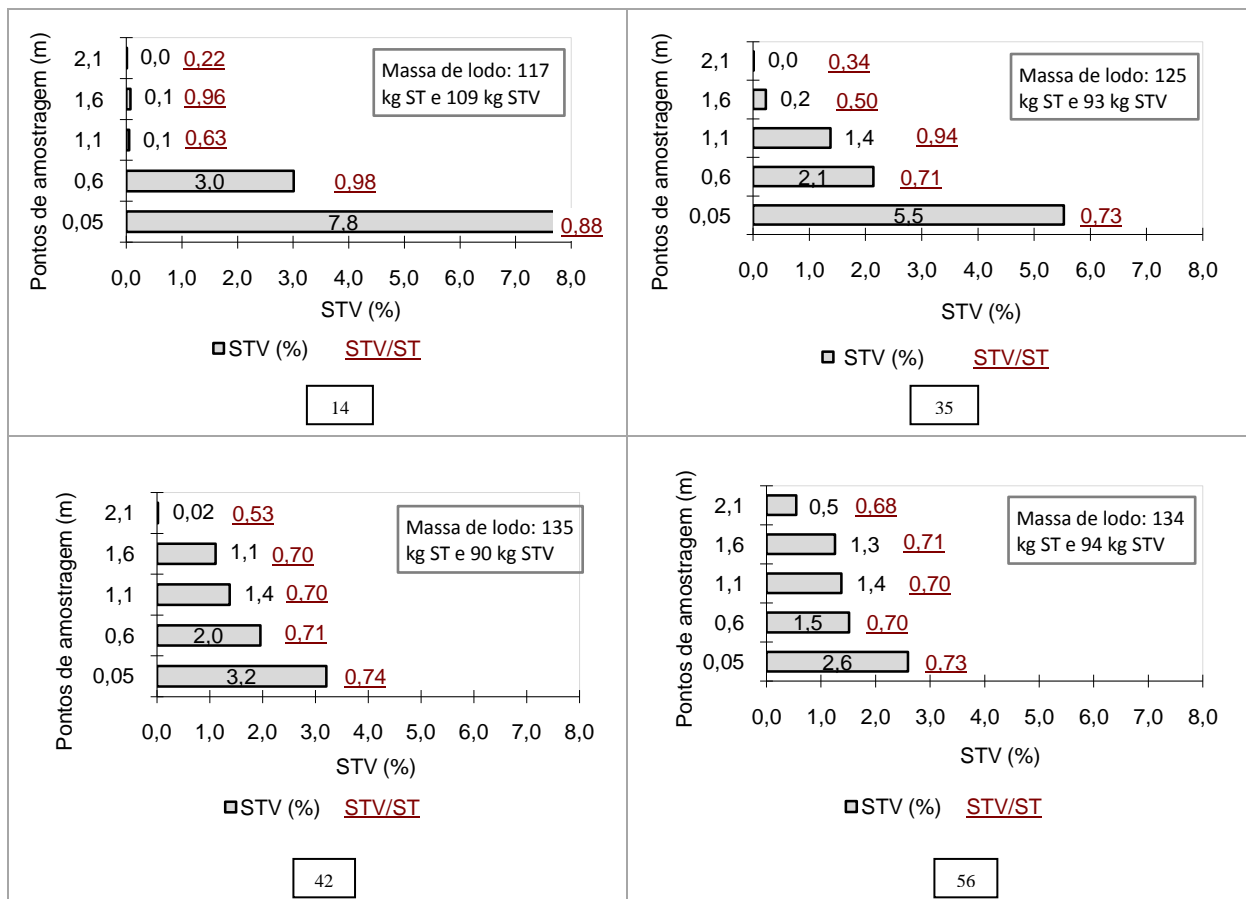 Pontos de amostragem (m)
2,1 0,0 0,22
1,6 0,1 0,96
1,1 0,1 0,63
0,6 3,0 0,98
0,05 7,8 0,88
Massa de lodo: 117
kg ST e 109 kg STV
0,0 1,0 2,0 3,0 4,0 5,0 6,0 7,0 8,0
STV (%)
STV (%) STV/ST
14
Pontos de amostragem (m)
2,1 0,0 0,34
1,6 0,2 0,50
1,1 1,4 0,94
0,6 2,1 0,71
0,05 5,5 0,73
Massa de lodo: 125
kg ST e 93 kg STV
0,0 1,0 2,0 3,0 4,0 5,0 6,0 7,0 8,0
STV (%)
STV (%) STV/ST
35
Pontos de amostragem (m)
2,1 0,02 0,53
1,6 1,1 0,70
1,1 1,4 0,70
0,6 2,0 0,71
0,05 3,2 0,74
Massa de lodo: 135
kg ST e 90 kg STV
0,0 1,0 2,0 3,0 4,0 5,0 6,0 7,0 8,0
STV (%)
STV (%) STV/ST
42
Pontos de amostragem (m)
2,1 0,5 0,68
1,6 1,3 0,71
1,1 1,4 0,70
0,6 1,5 0,70
0,05 2,6 0,73
Massa de lodo: 134
kg ST e 94 kg STV
0,0 1,0 2,0 3,0 4,0 5,0 6,0 7,0 8,0
STV (%)
STV (%) STV/ST
56